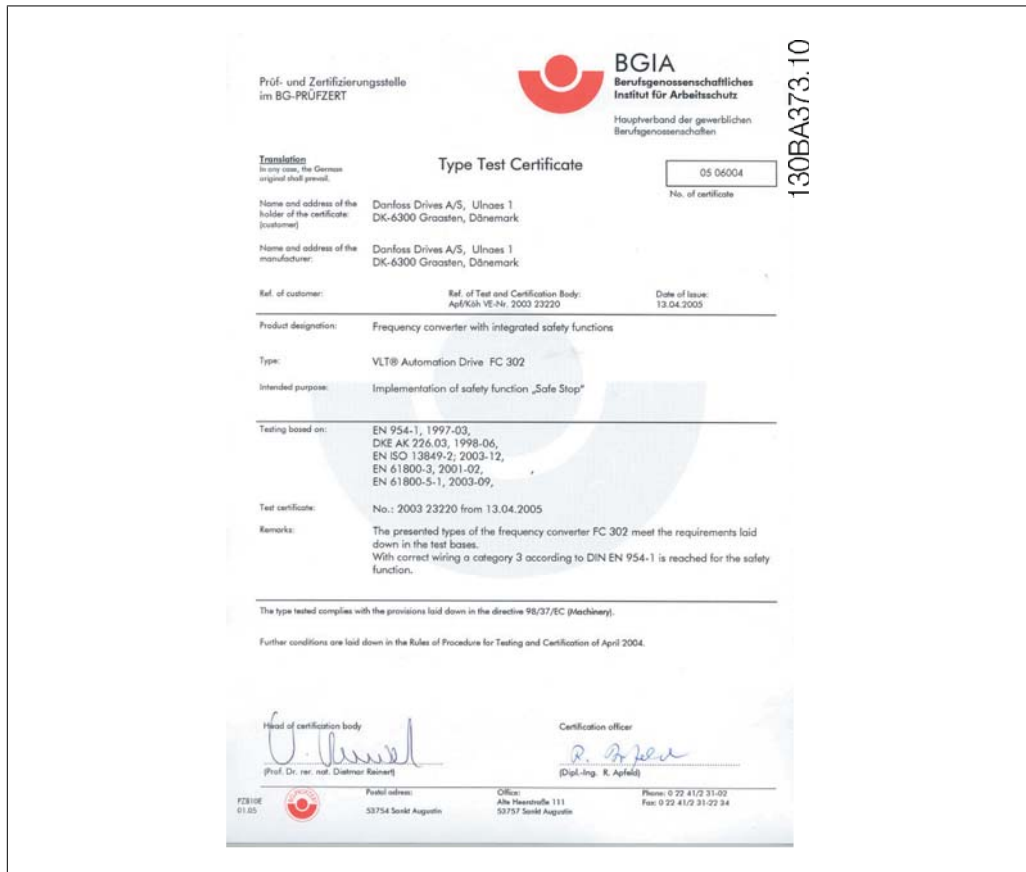 Prüf- und Zertifizierungsstelle
im BG-PRÜFZERT
BGIA
Berufsgenossenschaftliches
Institut für Arbeitsschutz
Hauptverband der gewerblichen
Berufsgenossenschaften
130BA373.10
Translation
In any case, the German
original shall prevail.
Type Test Certificate
05 06004
No. of certificate
Name and address of the
holder of the certificate:
(customer)
Danfoss Drives A/S, Ulnaes 1
DK-6300 Graasten, Dänemark
Name and address of the
manufacturer:
Danfoss Drives A/S, Ulnaes 1
DK-6300 Graasten, Dänemark
Ref. of customer:
Ref. of Test and Certification Body:
Apf/Köh VE-Nr. 2003 23220
Date of Issue:
13.04.2005
Product designation:
Frequency converter with integrated safety functions
Type:
VLT® Automation Drive FC 302
Intended purpose:
Implementation of safety function „Safe Stop“
Testing based on:
EN 954-1, 1997-03,
DKE AK 226.03, 1998-06,
EN ISO 13849-2; 2003-12,
EN 61800-3, 2001-02,
EN 61800-5-1, 2003-09,
Test certificate:
No.: 2003 23220 from 13.04.2005
Remarks:
The presented types of the frequency converter FC 302 meet the requirements laid
down in the test bases.
With correct wiring a category 3 according to DIN EN 954-1 is reached for the safety
function.
The type tested complies with the provisions laid down in the directive 98/37/EC (Machinery).
Further conditions are laid down in the Rules of Procedure for Testing and Certification of April 2004.
Head of certification body
(Prof. Dr. rer. nat. Dietmar Reinert)
Certification officer
(Dipl.-Ing. R. Apfeld)
PZB10E
01.05
Postal adress:
53754 Sankt Augustin
Office:
Alte Heerstraße 111
53757 Sankt Augustin
Phone: 0 22 41/2 31-02
Fax: 0 22 41/2 31-22 34